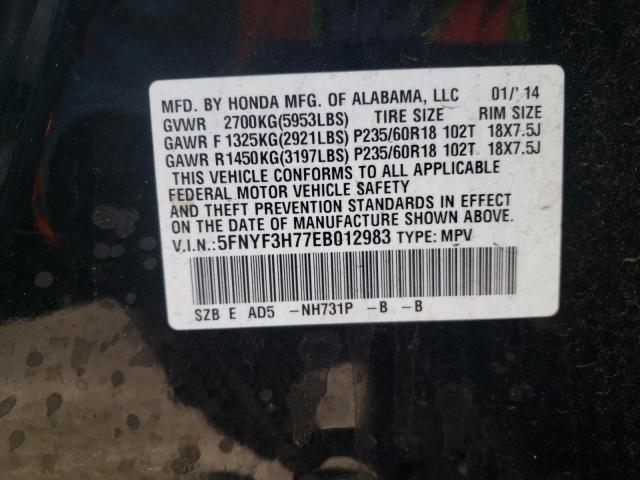 MFD. BY HONDA MFG. OF ALABAMA, LLC 01/'14
GVWR 2700KG(5953LBS) TIRE SIZE RIM SIZE
GAWR F 1325KG(2921LBS) P235/60R18 102T 18X7.5J
GAWR R1450KG(3197LBS) P235/60R18 102T 18X7.5J
THIS VEHICLE CONFORMS TO ALL APPLICABLE
FEDERAL MOTOR VEHICLE SAFETY
AND THEFT PREVENTION STANDARDS IN EFFECT
ON THE DATE OF MANUFACTURE SHOWN ABOVE.
V.I.N.:5FNYF3H77EB012983 TYPE: MPV
SZB E AD5 -NH731P -B -B